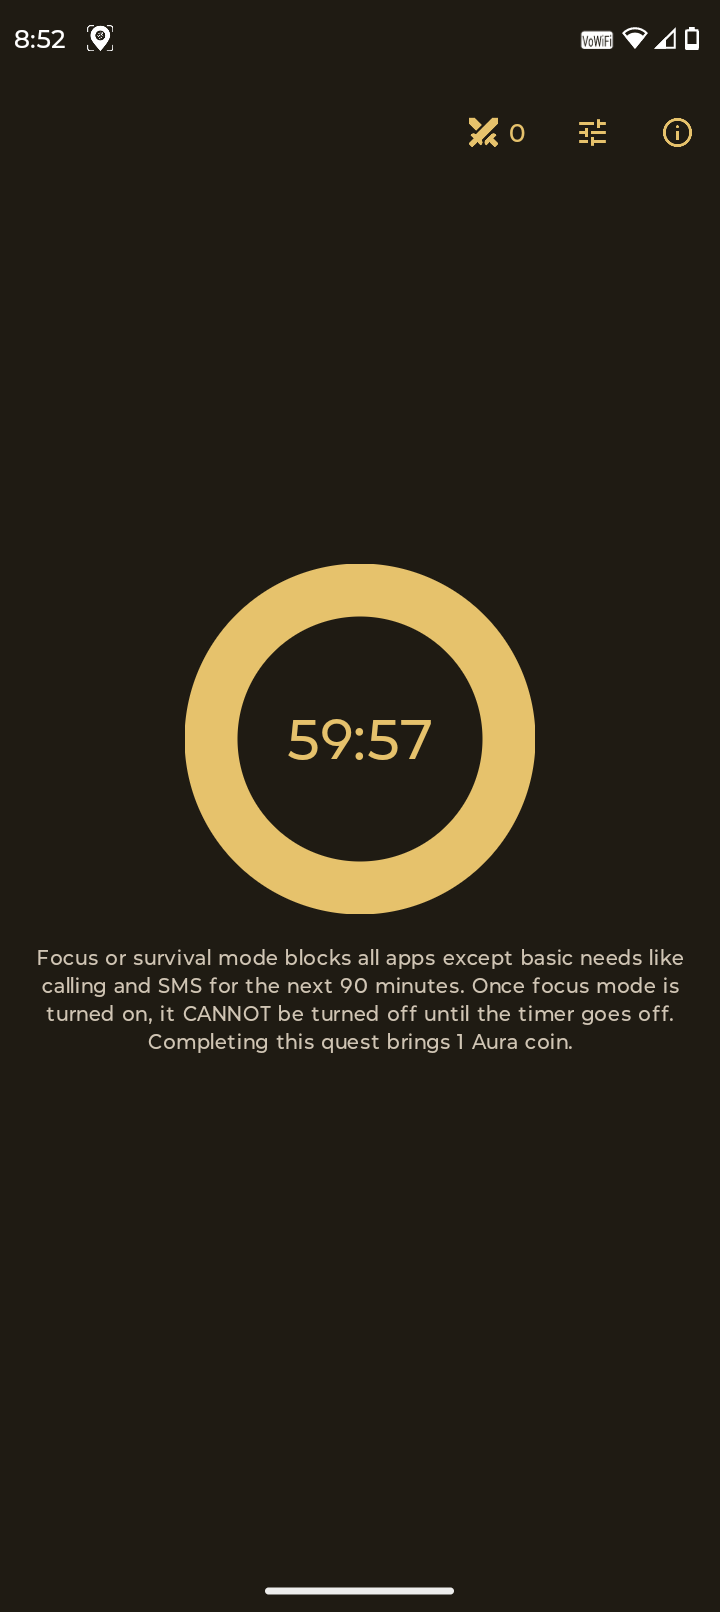 8:52
VoWiFi
0
59:57
Focus or survival mode blocks all apps except basic needs like
calling and SMS for the next 90 minutes. Once focus mode is
turned on, it CANNOT be turned off until the timer goes off.
Completing this quest brings 1 Aura coin.